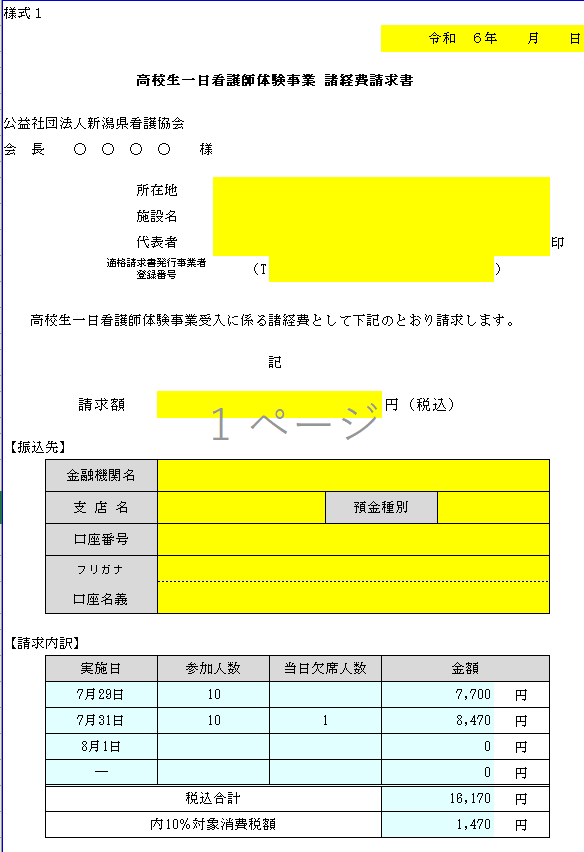 様式1
令和　６年　　月　　日
高校生一日看護師体験事業 諸経費請求書
公益社団法人新潟県看護協会
会　長　　○　○　○　○　　様
所在地
施設名
代表者　印
適格請求書発行事業者
登録番号
（T　）
高校生一日看護師体験事業受入に係る諸経費として下記のとおり請求します。
記
請求額　円（税込）
1 ページ
【振込先】
金融機関名
支 店 名　預金種別
口座番号
フリガナ
口座名義
【請求内訳】
実施日　参加人数　当日欠席人数　金額
7月29日　10　7,700　円
7月31日　10　1　8,470　円
8月1日　0　円
―　0　円
税込合計　16,170　円
内10%対象消費税額　1,470　円